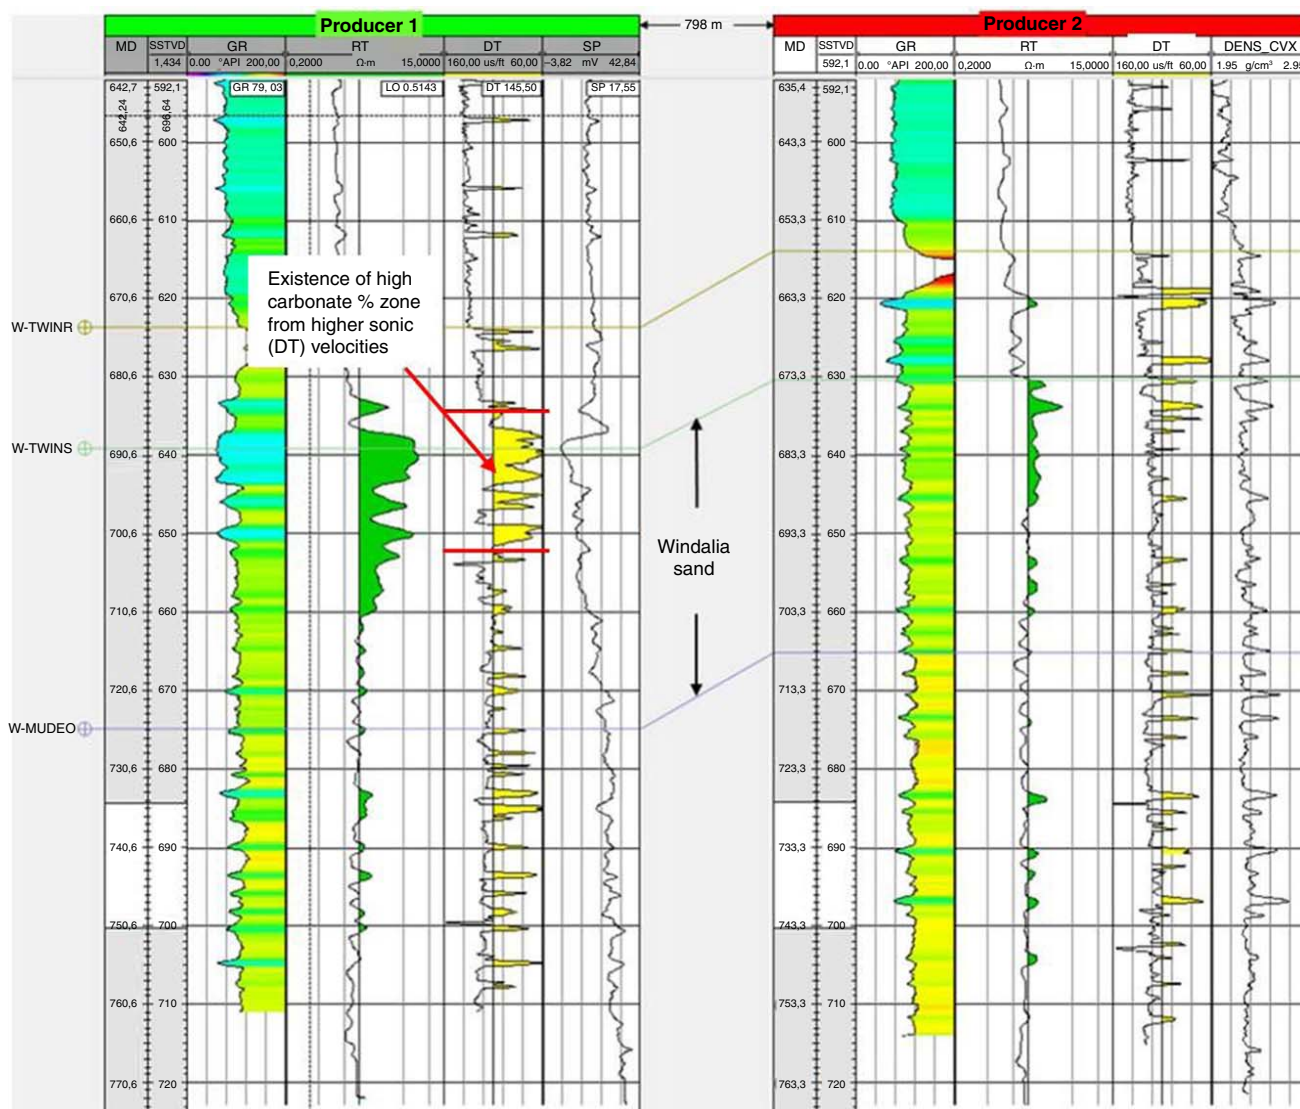 Producer 1
798 m
Producer 2
MD SSTVD GR RT DT SP
1,434 0.00 °API 200,00 0,2000 Ω·m 15,0000 160,00 us/ft 60,00 –3,82 mV 42,84
MD SSTVD GR RT DT DENS_CVX
592,1 0.00 °API 200,00 0,2000 Ω·m 15,0000 160,00 us/ft 60,00 1.95 g/cm³ 2.95
642,7 592,1 GR 79, 03 LO 0.5143 DT 145,50 SP 17,55
642,24 696,64
635,4 592,1
650,6 600
643,3 600
660,6 610
653,3 610
Existence of high
carbonate % zone
from higher sonic
(DT) velocities
670,6 620
663,3 620
W-TWINR
680,6 630
673,3 630
W-TWINS
690,6 640
683,3 640
700,6 650
693,3 650
Windalia
sand
710,6 660
703,3 660
720,6 670
713,3 670
W-MUDEO
730,6 680
723,3 680
740,6 690
733,3 690
750,6 700
743,3 700
760,6 710
753,3 710
770,6 720
763,3 720